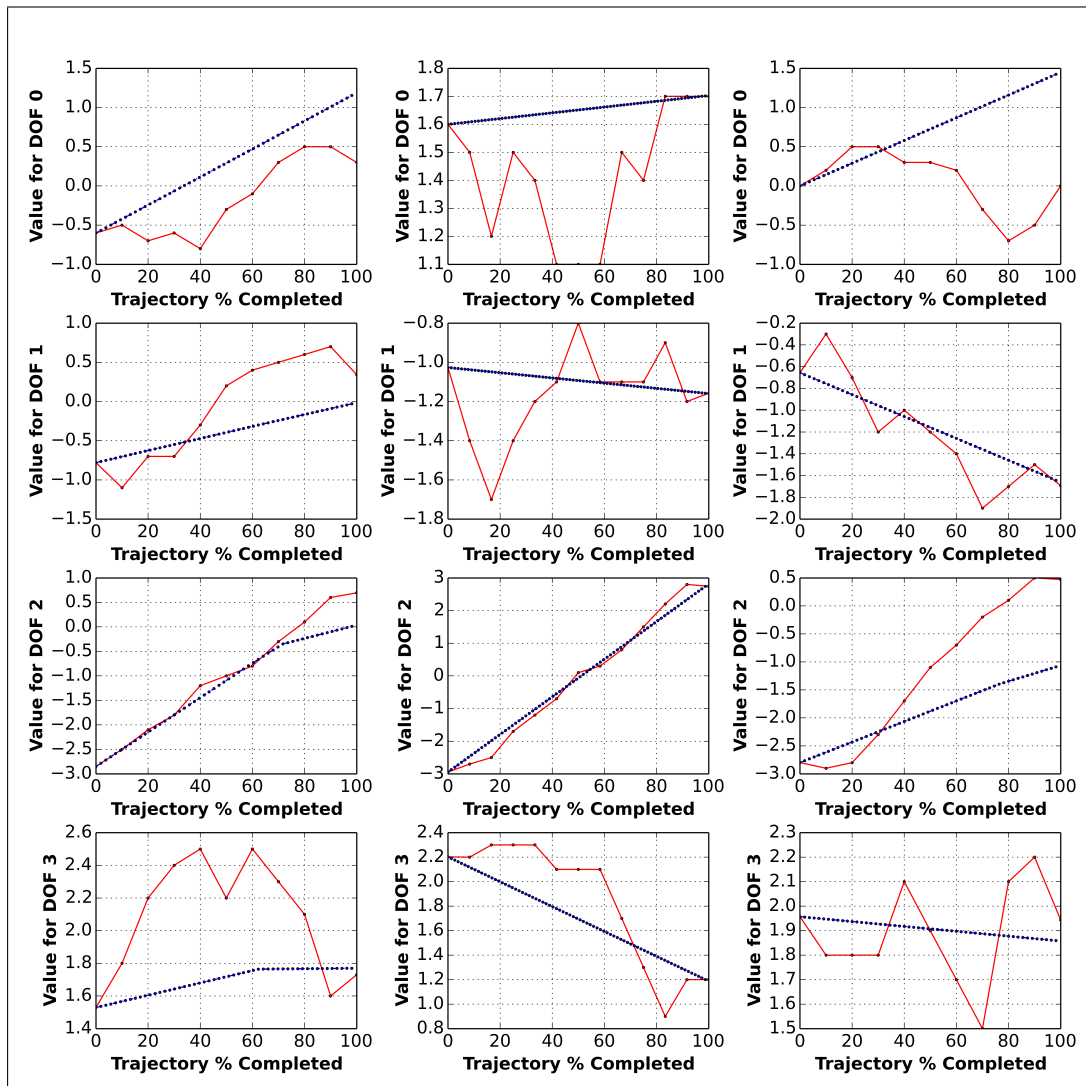 1.5
1.0
0.5
0.0
−0.5
−1.0
0 20 40 60 80 100
Value for DOF 0
Trajectory % Completed
1.8
1.7
1.6
1.5
1.4
1.3
1.2
1.1
0 20 40 60 80 100
Value for DOF 0
Trajectory % Completed
1.5
1.0
0.5
0.0
−0.5
−1.0
0 20 40 60 80 100
Value for DOF 0
Trajectory % Completed
1.0
0.5
0.0
−0.5
−1.0
−1.5
0 20 40 60 80 100
Value for DOF 1
Trajectory % Completed
−0.8
−1.0
−1.2
−1.4
−1.6
−1.8
0 20 40 60 80 100
Value for DOF 1
Trajectory % Completed
−0.2
−0.4
−0.6
−0.8
−1.0
−1.2
−1.4
−1.6
−1.8
−2.0
0 20 40 60 80 100
Value for DOF 1
Trajectory % Completed
1.0
0.5
0.0
−0.5
−1.0
−1.5
−2.0
−2.5
−3.0
0 20 40 60 80 100
Value for DOF 2
Trajectory % Completed
3
2
1
0
−1
−2
−3
0 20 40 60 80 100
Value for DOF 2
Trajectory % Completed
0.5
0.0
−0.5
−1.0
−1.5
−2.0
−2.5
−3.0
0 20 40 60 80 100
Value for DOF 2
Trajectory % Completed
2.6
2.4
2.2
2.0
1.8
1.6
1.4
0 20 40 60 80 100
Value for DOF 3
Trajectory % Completed
2.4
2.2
2.0
1.8
1.6
1.4
1.2
1.0
0.8
0 20 40 60 80 100
Value for DOF 3
Trajectory % Completed
2.3
2.2
2.1
2.0
1.9
1.8
1.7
1.6
1.5
0 20 40 60 80 100
Value for DOF 3
Trajectory % Completed